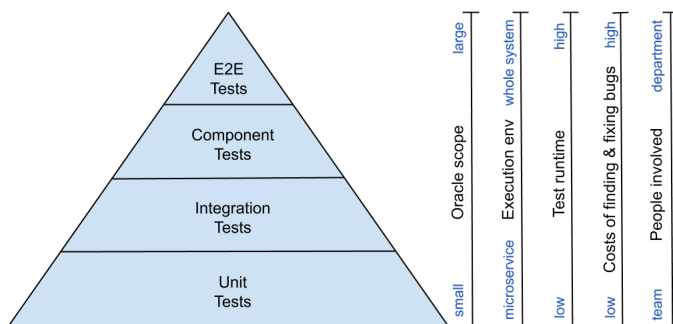 E2E
Tests
Component
Tests
Integration
Tests
Unit
Tests
small Oracle scope large
microservice Execution env whole system
low Test runtime high
low Costs of finding & fixing bugs high
team People involved department